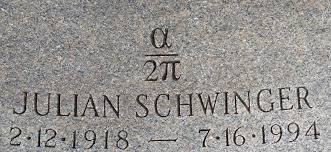 α
2π
JULIAN SCHWINGER
2·12·1918 — 7·16·1994